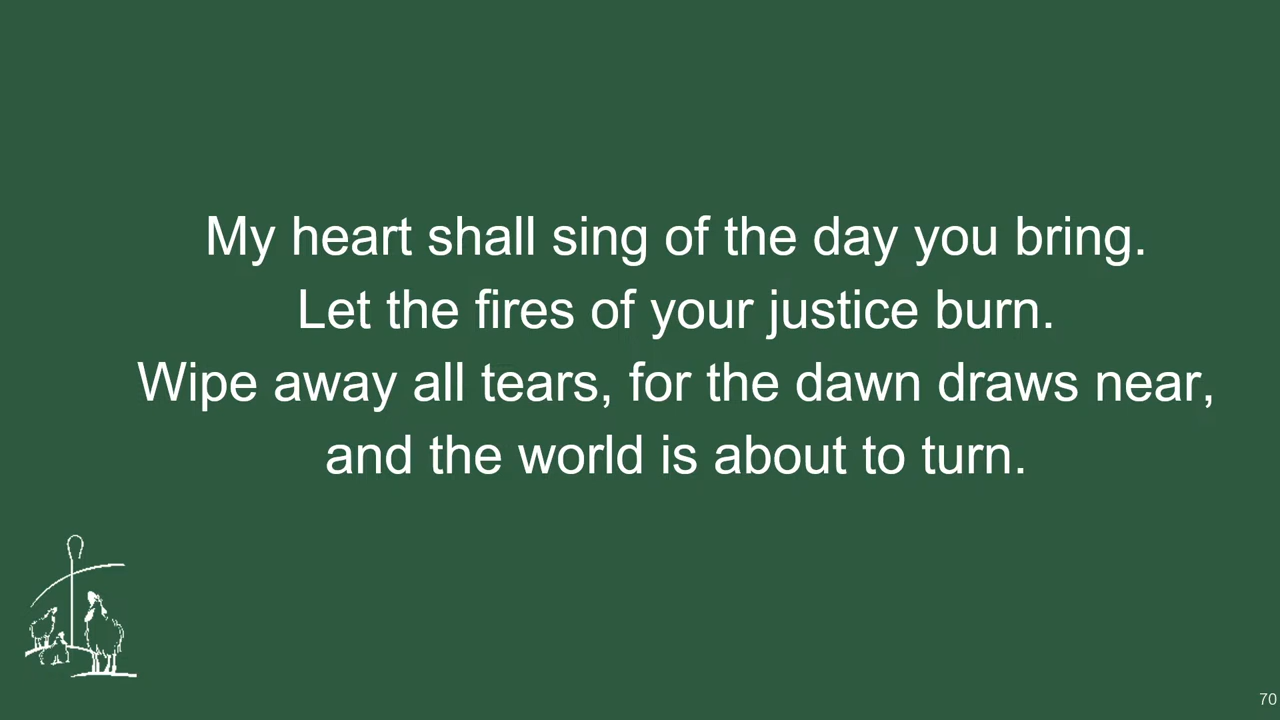 My heart shall sing of the day you bring.
Let the fires of your justice burn.
Wipe away all tears, for the dawn draws near,
and the world is about to turn.
70